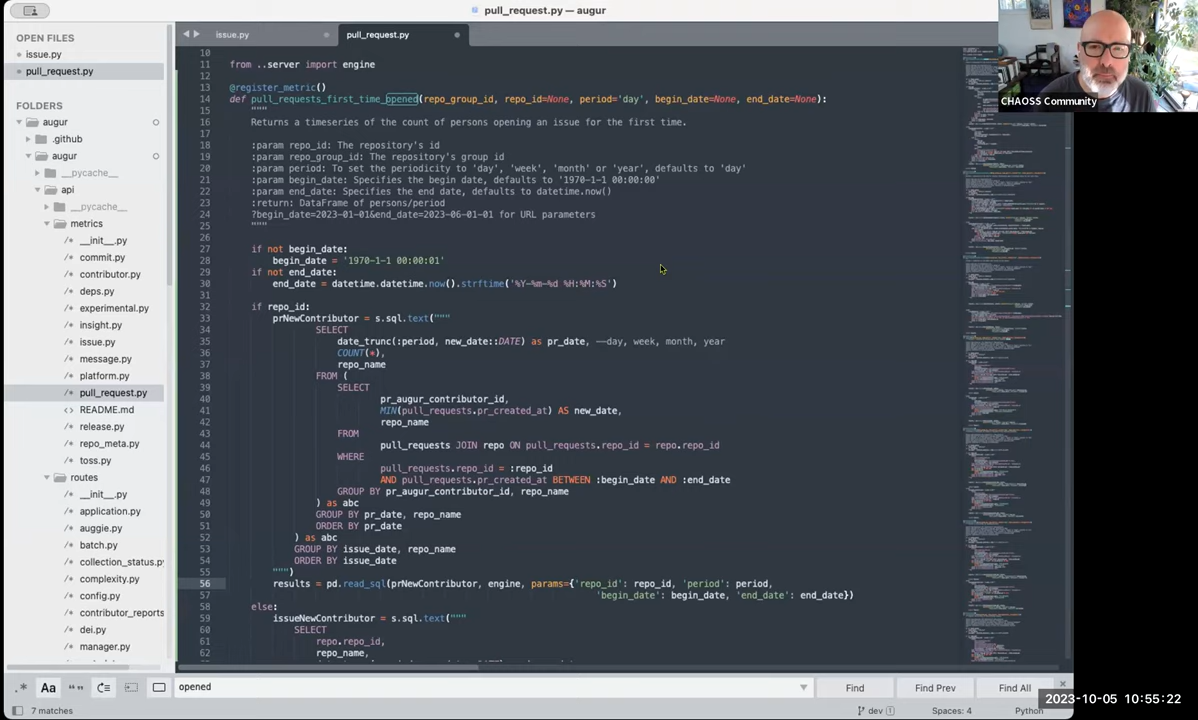 pull_request.py — augur
OPEN FILES
issue.py
pull_request.py
FOLDERS
augur
.github
augur
__pycache__
api
__pycache__
metrics
__init__.py
commit.py
contributor.py
deps.py
experimental.py
insight.py
issue.py
message.py
platform.py
pull_request.py
README.md
release.py
repo_meta.py
toss.py
routes
__init__.py
application.py
auggie.py
batch.py
collection_status.py
complexity.py
config.py
contributor_reports
dei.py
manager.py
issue.py
pull_request.py
10
11 from ..server import engine
12
13 @register_metric()
14 def pull_requests_first_time_opened(repo_group_id, repo_id=None, period='day', begin_date=None, end_date=None):
15 """
16 Returns a timeseries of the count of persons opening an issue for the first time.
17
18 :param repo_id: The repository's id
19 :param repo_group_id: The repository's group id
20 :param period: To set the periodicity to 'day', 'week', 'month' or 'year', defaults to 'day'
21 :param begin_date: Specifies the begin date, defaults to '1970-1-1 00:00:00'
22 :param end_date: Specifies the end date, defaults to datetime.now()
23 :return: DataFrame of persons/period
24 ?begin_date=2023-01-01&end_date=2023-06-01-01 for URL parameters
25 """
26
27 if not begin_date:
28 begin_date = '1970-1-1 00:00:01'
29 if not end_date:
30 end_date = datetime.datetime.now().strftime('%Y-%m-%d %H:%M:%S')
31
32 if repo_id:
33 prNewContributor = s.sql.text("""
34 SELECT
35 date_trunc(:period, new_date::DATE) as pr_date, --day, week, month, year
36 COUNT(*),
37 repo_name
38 FROM (
39 SELECT
40 pr_augur_contributor_id,
41 MIN(pull_requests.pr_created_at) AS new_date,
42 repo_name
43 FROM
44 pull_requests JOIN repo ON pull_requests.repo_id = repo.repo_id
45 WHERE
46 pull_requests.repo_id = :repo_id
47 AND pull_requests.pr_created_at BETWEEN :begin_date AND :end_date
48 GROUP BY pr_augur_contributor_id, repo_name
49 ) as abc
50 GROUP BY pr_date, repo_name
51 ORDER BY pr_date
52 ) as abc
53 GROUP BY issue_date, repo_name
54 ORDER BY issue_date
55 """)
56 results = pd.read_sql(prNewContributor, engine, params={'repo_id': repo_id, 'period': period,
57 'begin_date': begin_date, 'end_date': end_date})
58 else:
59 issueNewContributor = s.sql.text("""
60 SELECT
61 repo.repo_id,
62 repo_name,
CHAOSS Community
Aa
opened
Find
Find Prev
Find All
7 matches
dev 1
Spaces: 4
Python
2023-10-05 10:55:22